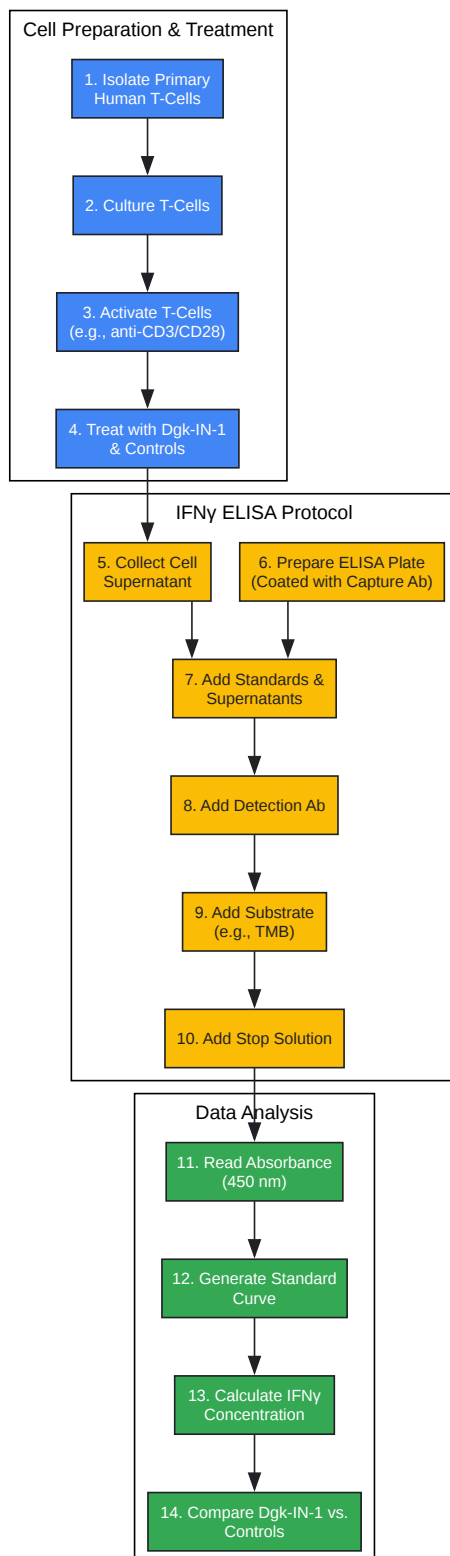 Cell Preparation & Treatment
1. Isolate Primary
Human T-Cells
2. Culture T-Cells
3. Activate T-Cells
(e.g., anti-CD3/CD28)
4. Treat with Dgk-IN-1
& Controls
IFNγ ELISA Protocol
5. Collect Cell
Supernatant
6. Prepare ELISA Plate
(Coated with Capture Ab)
7. Add Standards &
Supernatants
8. Add Detection Ab
9. Add Substrate
(e.g., TMB)
10. Add Stop Solution
Data Analysis
11. Read Absorbance
(450 nm)
12. Generate Standard
Curve
13. Calculate IFNγ
Concentration
14. Compare Dgk-IN-1 vs.
Controls